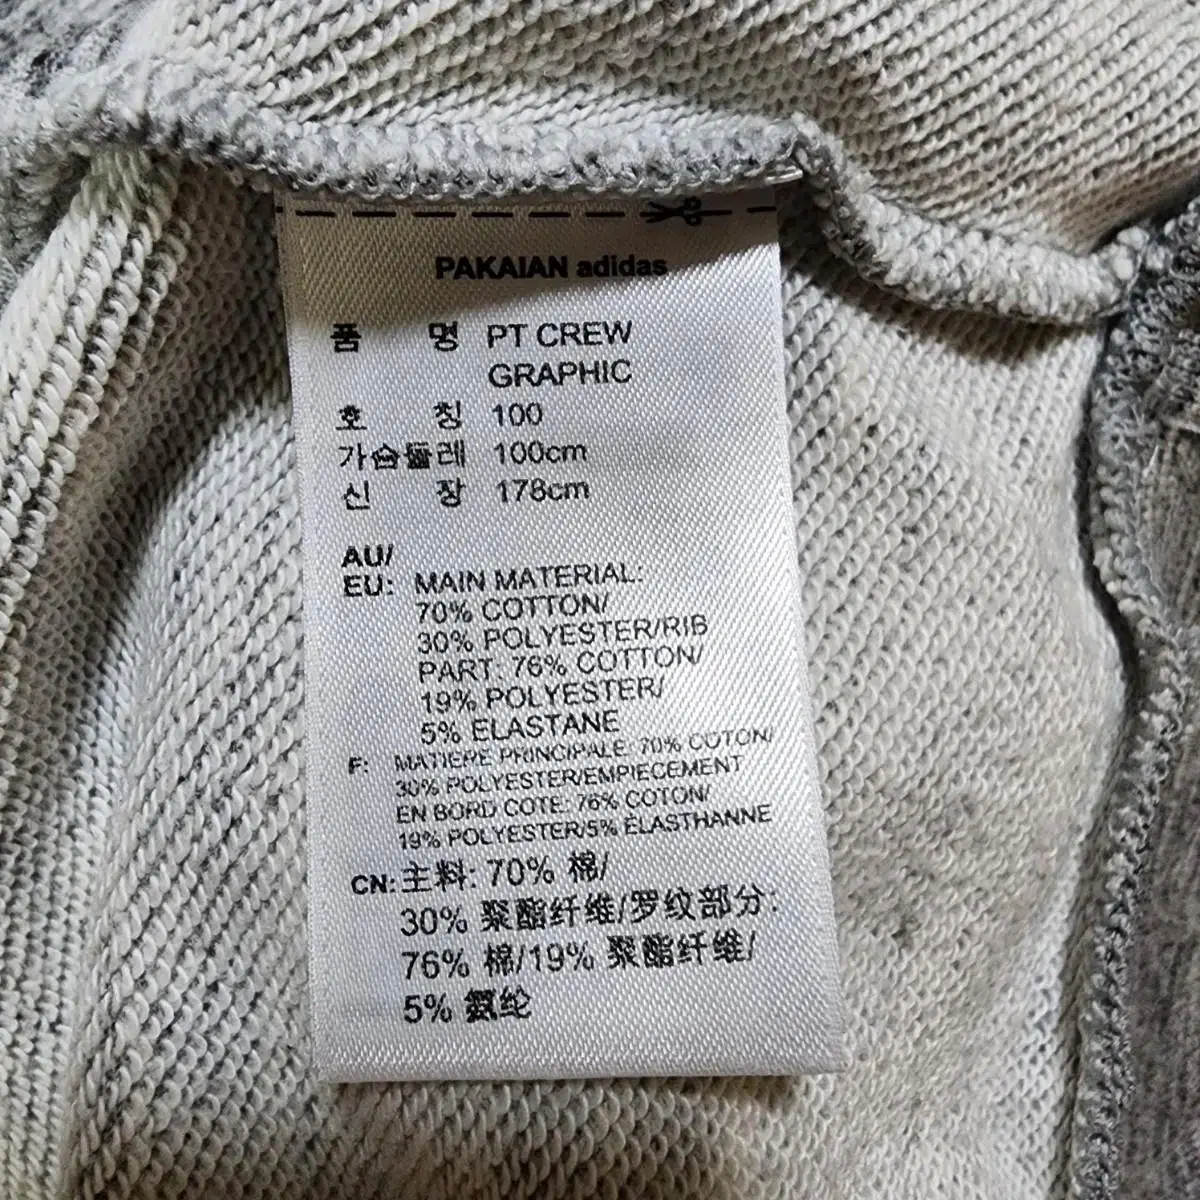 PAKAIAN adidas
품 명 PT CREW
GRAPHIC
호 칭 100
가슴둘레 100cm
신 장 178cm
AU/
EU: MAIN MATERIAL:
70% COTTON/
30% POLYESTER/RIB
PART: 76% COTTON/
19% POLYESTER/
5% ELASTANE
F: MATIERE PRINCIPALE: 70% COTON/
30% POLYESTER/EMPIECEMENT
EN BORD COTE: 76% COTON/
19% POLYESTER/5% ÉLASTHANNE
CN: 主料: 70% 棉/
30% 聚酯纤维/罗纹部分:
76% 棉/19% 聚酯纤维/
5% 氨纶